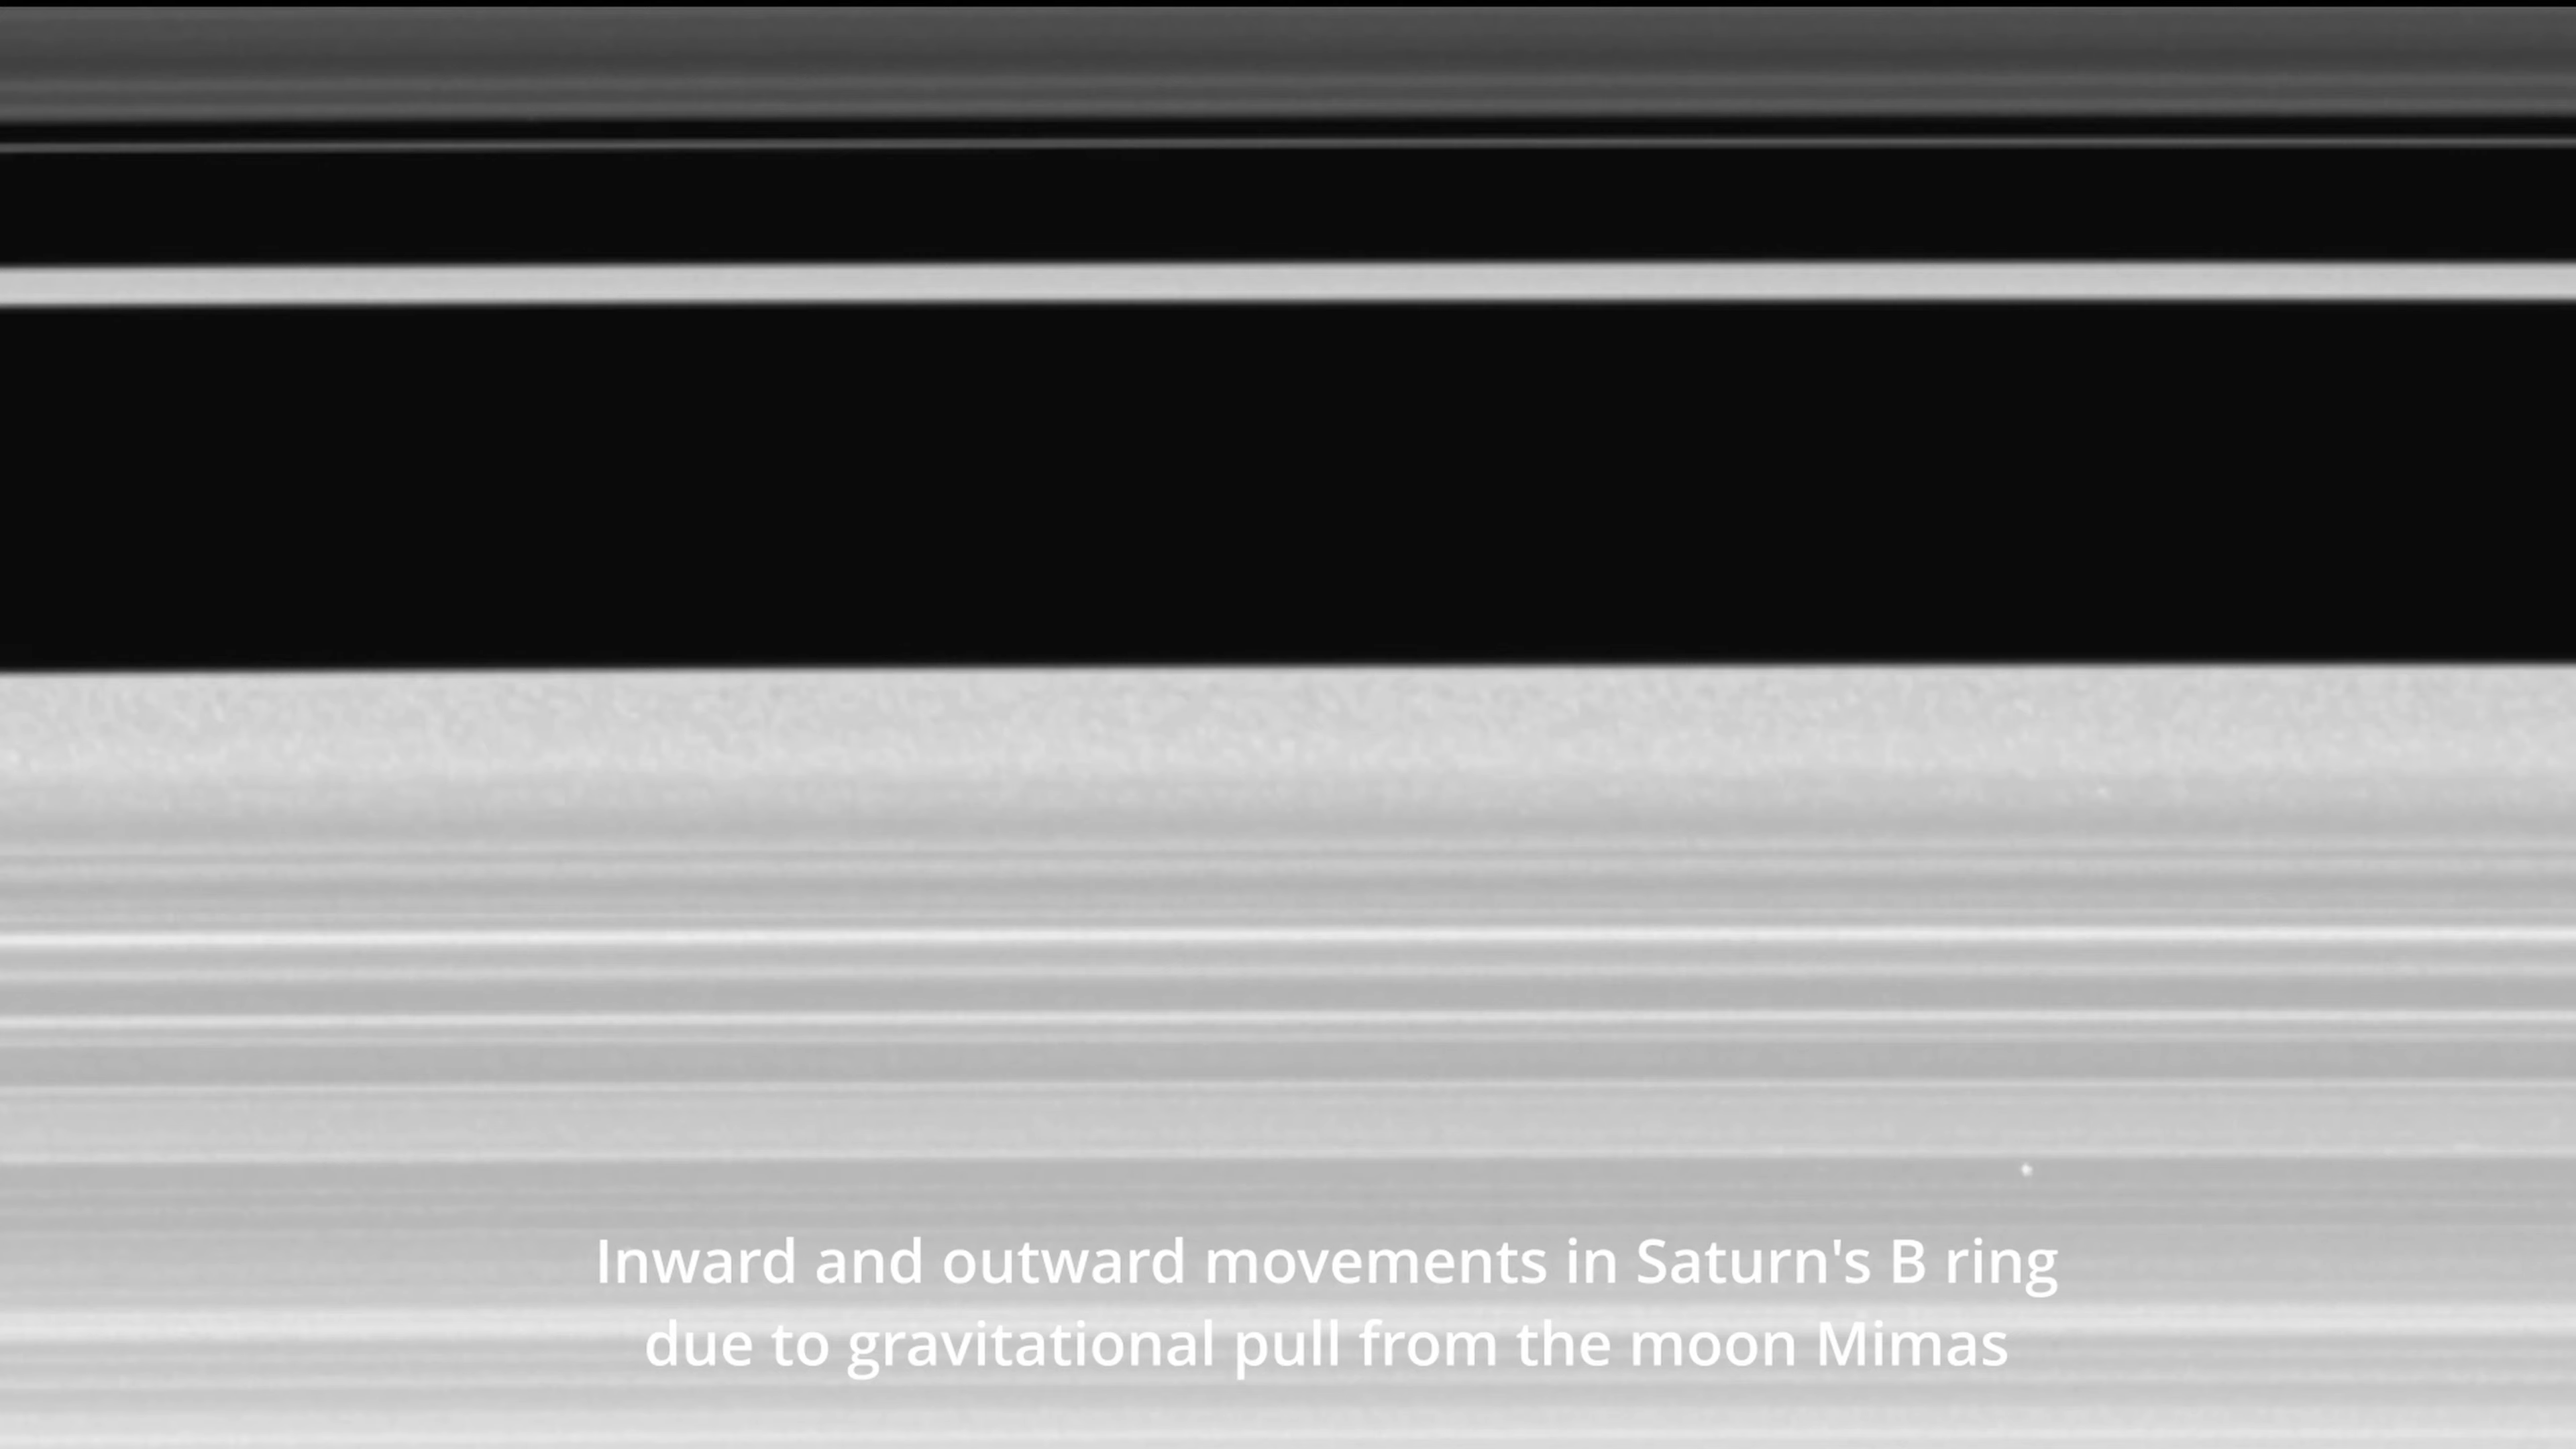 Inward and outward movements in Saturn's B ring
due to gravitational pull from the moon Mimas